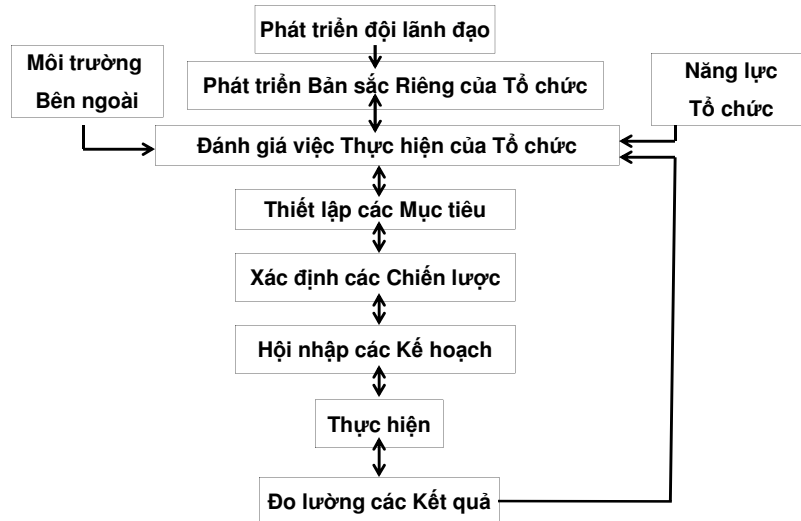 Phát triển đội lãnh đạo
Môi trường
Bên ngoài
Phát triển Bản sắc Riêng của Tổ chức
Năng lực
Tổ chức
Đánh giá việc Thực hiện của Tổ chức
Thiết lập các Mục tiêu
Xác định các Chiến lược
Hội nhập các Kế hoạch
Thực hiện
Đo lường các Kết quả